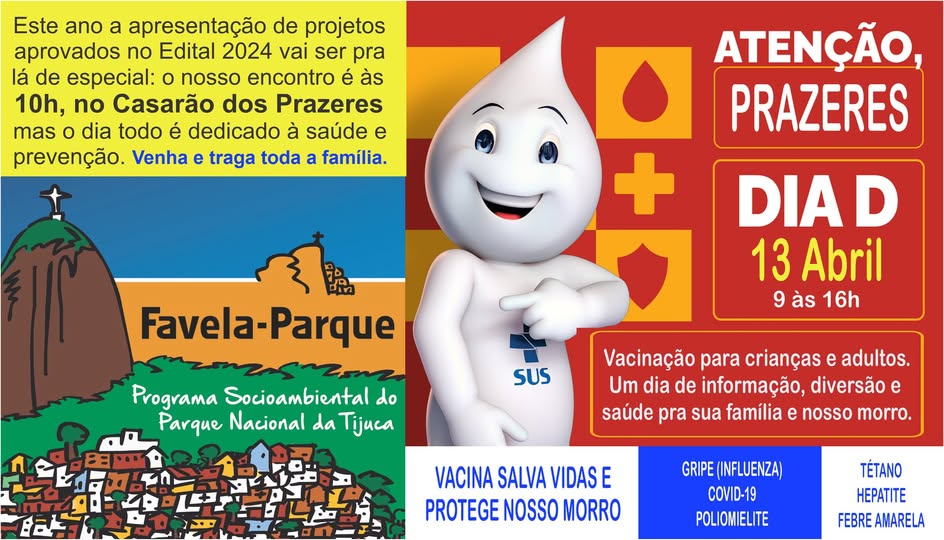 Este ano a apresentação de projetos
aprovados no Edital 2024 vai ser pra
lá de especial: o nosso encontro é às
10h, no Casarão dos Prazeres
mas o dia todo é dedicado à saúde e
prevenção. Venha e traga toda a família.
Favela-Parque
Programa Socioambiental do
Parque Nacional da Tijuca
ATENÇÃO,
PRAZERES
DIA D
13 Abril
9 às 16h
SUS
Vacinação para crianças e adultos.
Um dia de informação, diversão e
saúde pra sua família e nosso morro.
VACINA SALVA VIDAS E
PROTEGE NOSSO MORRO
GRIPE (INFLUENZA)
COVID-19
POLIOMIELITE
TÉTANO
HEPATITE
FEBRE AMARELA